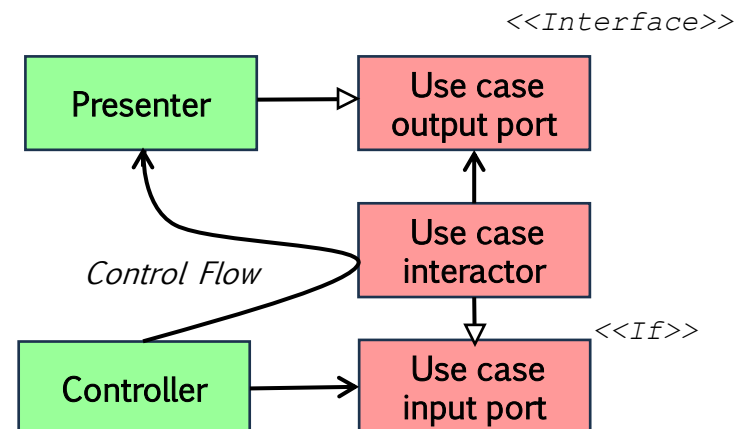 <<Interface>>
Presenter
Use case
output port
Use case
interactor
Control Flow
<<If>>
Controller
Use case
input port